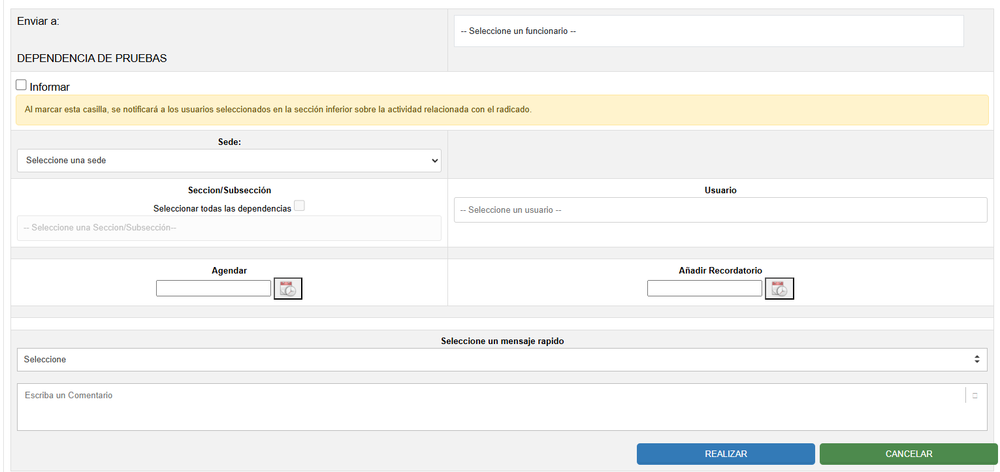 Enviar a:
-- Seleccione un funcionario --
DEPENDENCIA DE PRUEBAS
Informar
Al marcar esta casilla, se notificará a los usuarios seleccionados en la sección inferior sobre la actividad relacionada con el radicado.
Sede:
Seleccione una sede
Seccion/Subsección
Seleccionar todas las dependencias
-- Seleccione una Seccion/Subsección--
Usuario
-- Seleccione un usuario --
Agendar
Añadir Recordatorio
Seleccione un mensaje rapido
Seleccione
Escriba un Comentario
REALIZAR
CANCELAR